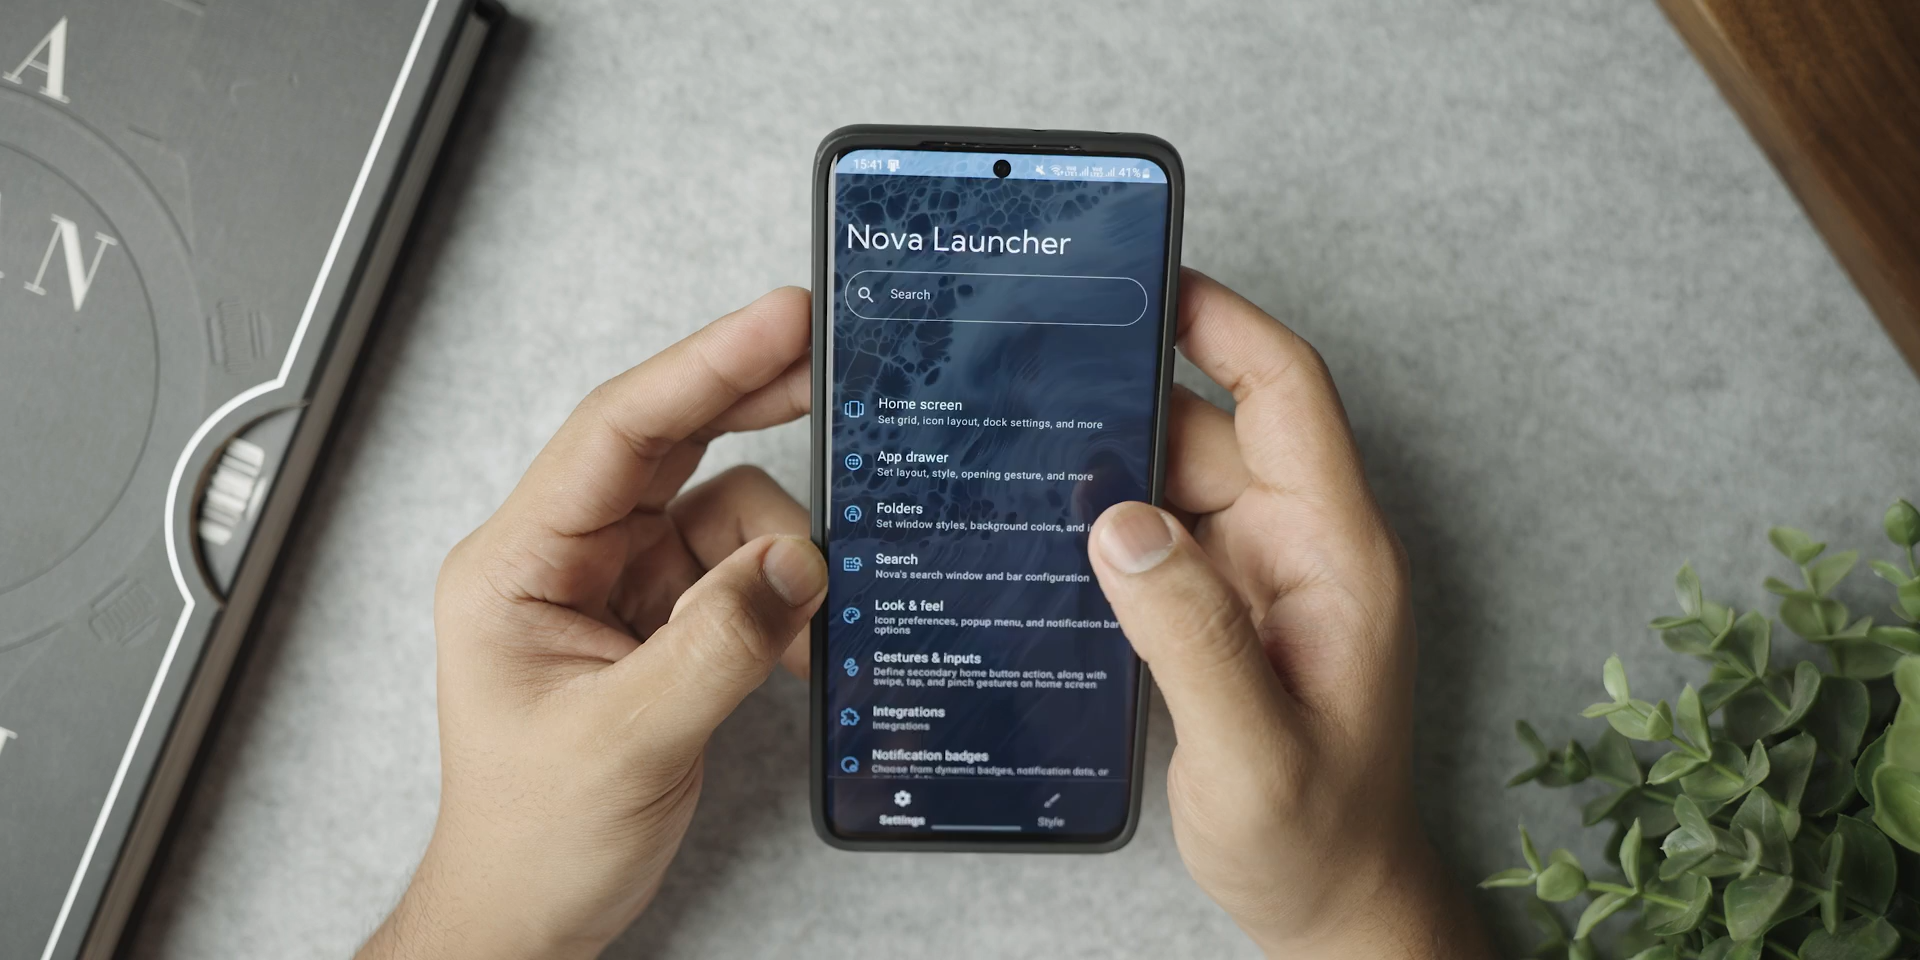 A
N
15:41
41%
Nova Launcher
Search
Home screen
Set grid, icon layout, dock settings, and more
App drawer
Set layout, style, opening gesture, and more
Folders
Set window styles, background colors, and
Search
Nova's search window and bar configuration
Look & feel
Icon preferences, popup menu, and notification bar
options
Gestures & inputs
Define secondary home button action, along with
swipe, tap, and pinch gestures on home screen
Integrations
Integrations
Notification badges
Choose from dynamic badges, notification dots, or
Settings
Style